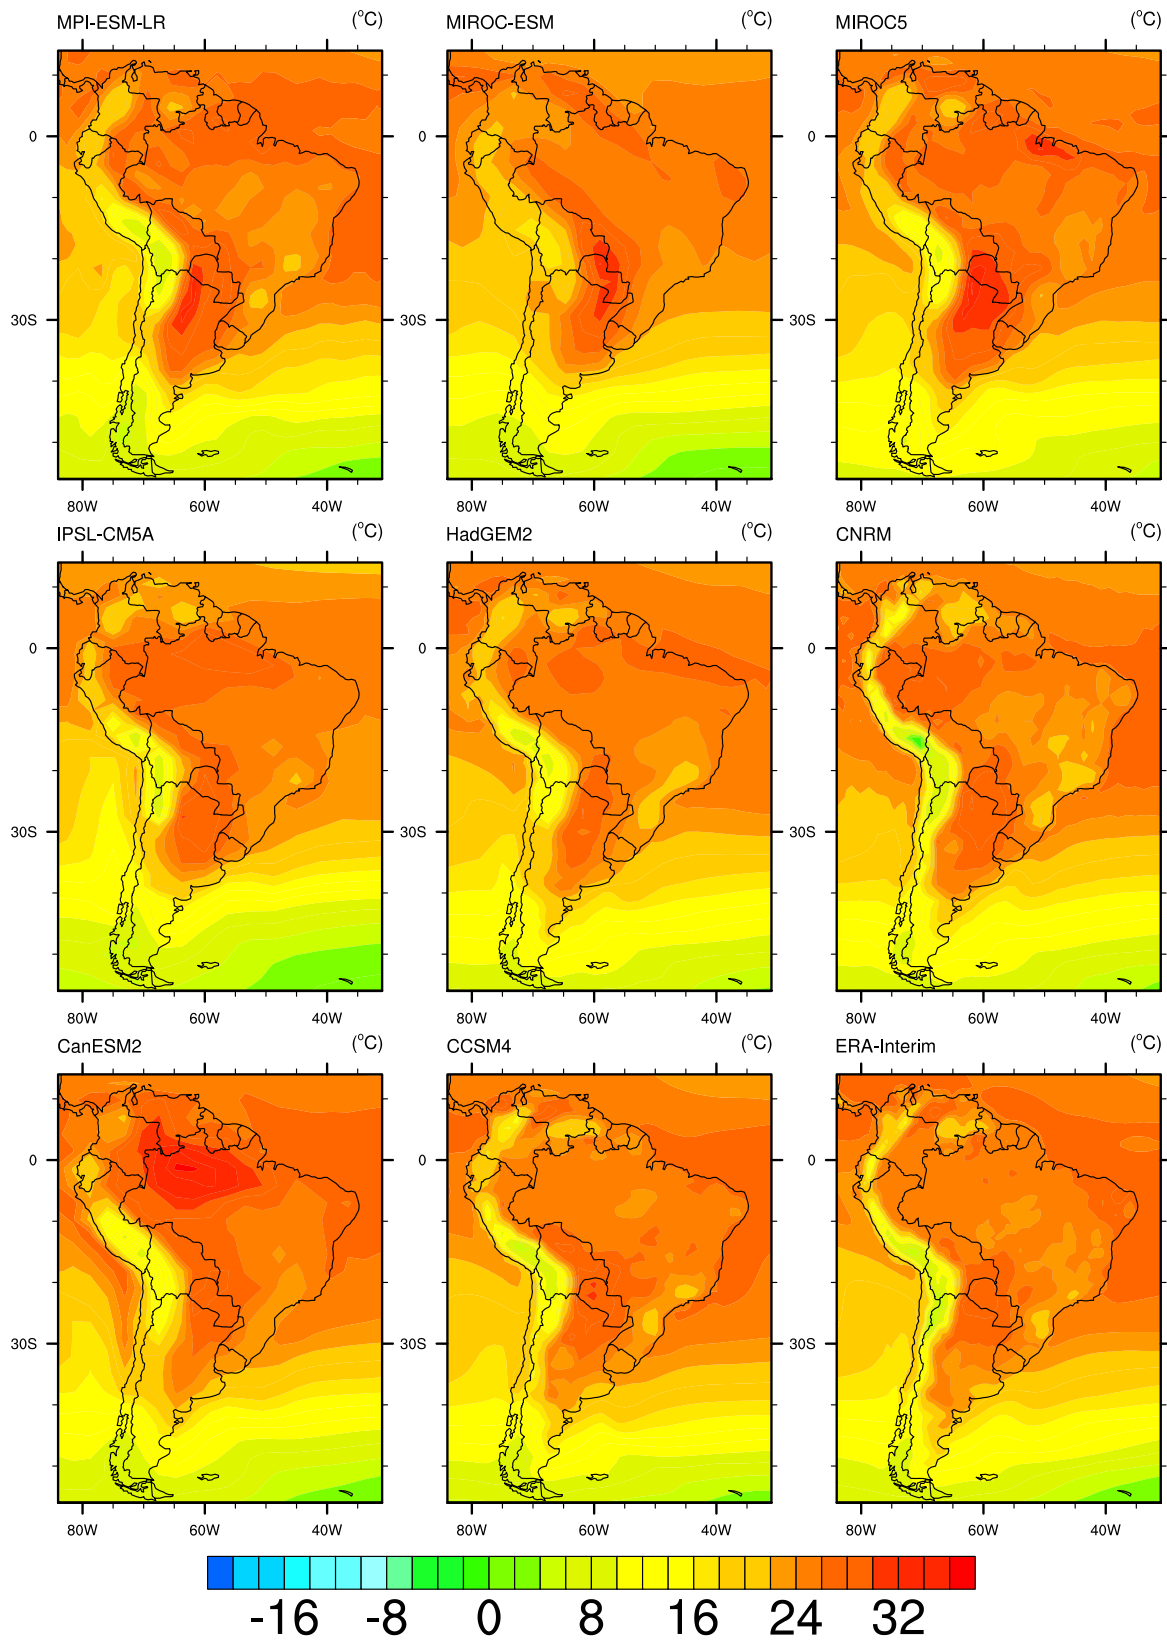 MPI-ESM-LR (°C) MIROC-ESM (°C) MIROC5 (°C)
0 0 0
30S 30S 30S
80W 60W 40W 80W 60W 40W 80W 60W 40W
IPSL-CM5A (°C) HadGEM2 (°C) CNRM (°C)
0 0 0
30S 30S 30S
80W 60W 40W 80W 60W 40W 80W 60W 40W
CanESM2 (°C) CCSM4 (°C) ERA-Interim (°C)
0 0 0
30S 30S 30S
80W 60W 40W 80W 60W 40W 80W 60W 40W
-16 -8 0 8 16 24 32